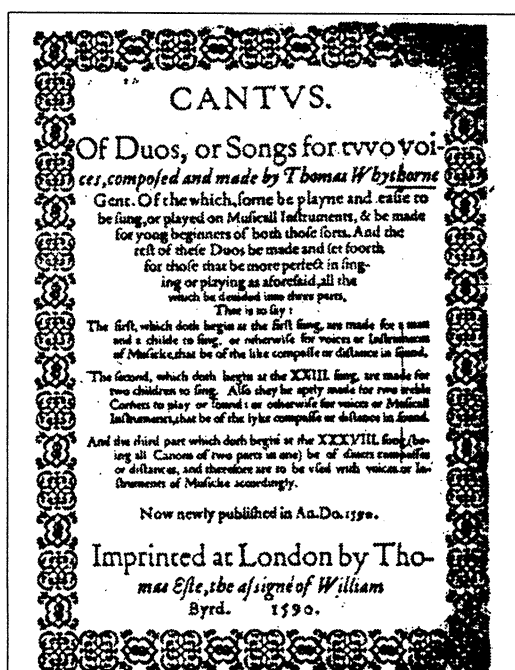 CANTVS.
Of Duos, or Songs for tvvo voi-
ces, compoſed and made by Thomas Whythorne
Gent. Of the which, ſome be playne and eaſie to
be ſung, or played on Muſicall Inſtruments, & be made
for yong beginners of both thoſe ſorts. And the
reſt of theſe Duos be made and ſet foorth
for thoſe that be more perfect in ſing-
ing or playing as aforeſaid, all the
which be deuided into three parts,
That is to ſay:
The firſt, which doth begin at the firſt ſong, are made for a man
and a childe to ſing, or otherwiſe for voices or Inſtruments
of Muſicke, that be of the like compaſſe or diſtance in ſound.
The ſecond, which doth begin at the XXIII. ſong, are made for
two children to ſing. Alſo they be aptly made for two treble
Cornets to play or ſound: or otherwiſe for voices or Muſicall
Inſtruments, that be of the lyke compaſſe or diſtance in ſound.
And the third part which doth begin at the XXXVIII. ſong (be-
ing all Canons of two parts in one) be of diuers compaſſes
or diſtances, and therefore are to be vſed with voices or In-
ſtruments of Muſicke accordingly.
Now newly publiſhed in An. Do. 1590.
Imprinted at London by Tho-
mas Eſte, the aſsigné of William
Byrd. 1590.